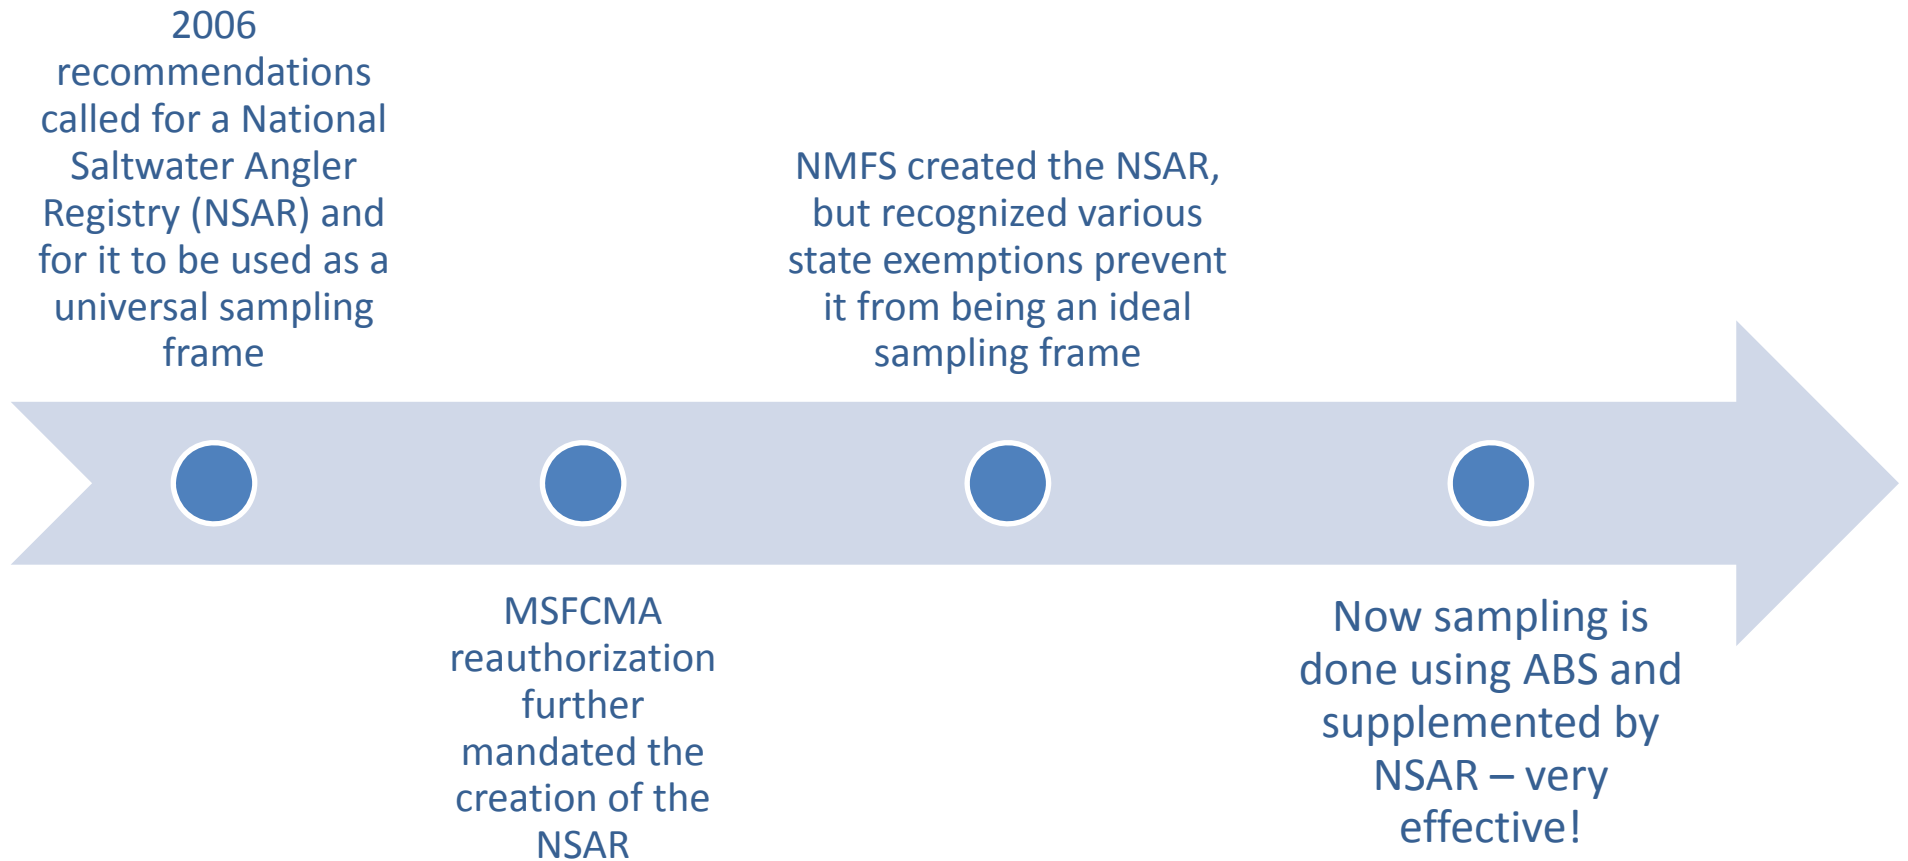 2006
recommendations
called for a National
Saltwater Angler
Registry (NSAR) and
for it to be used as a
universal sampling
frame
MSFCMA
reauthorization
further
mandated the
creation of the
NSAR
NMFS created the NSAR,
but recognized various
state exemptions prevent
it from being an ideal
sampling frame
Now sampling is
done using ABS and
supplemented by
NSAR – very
effective!